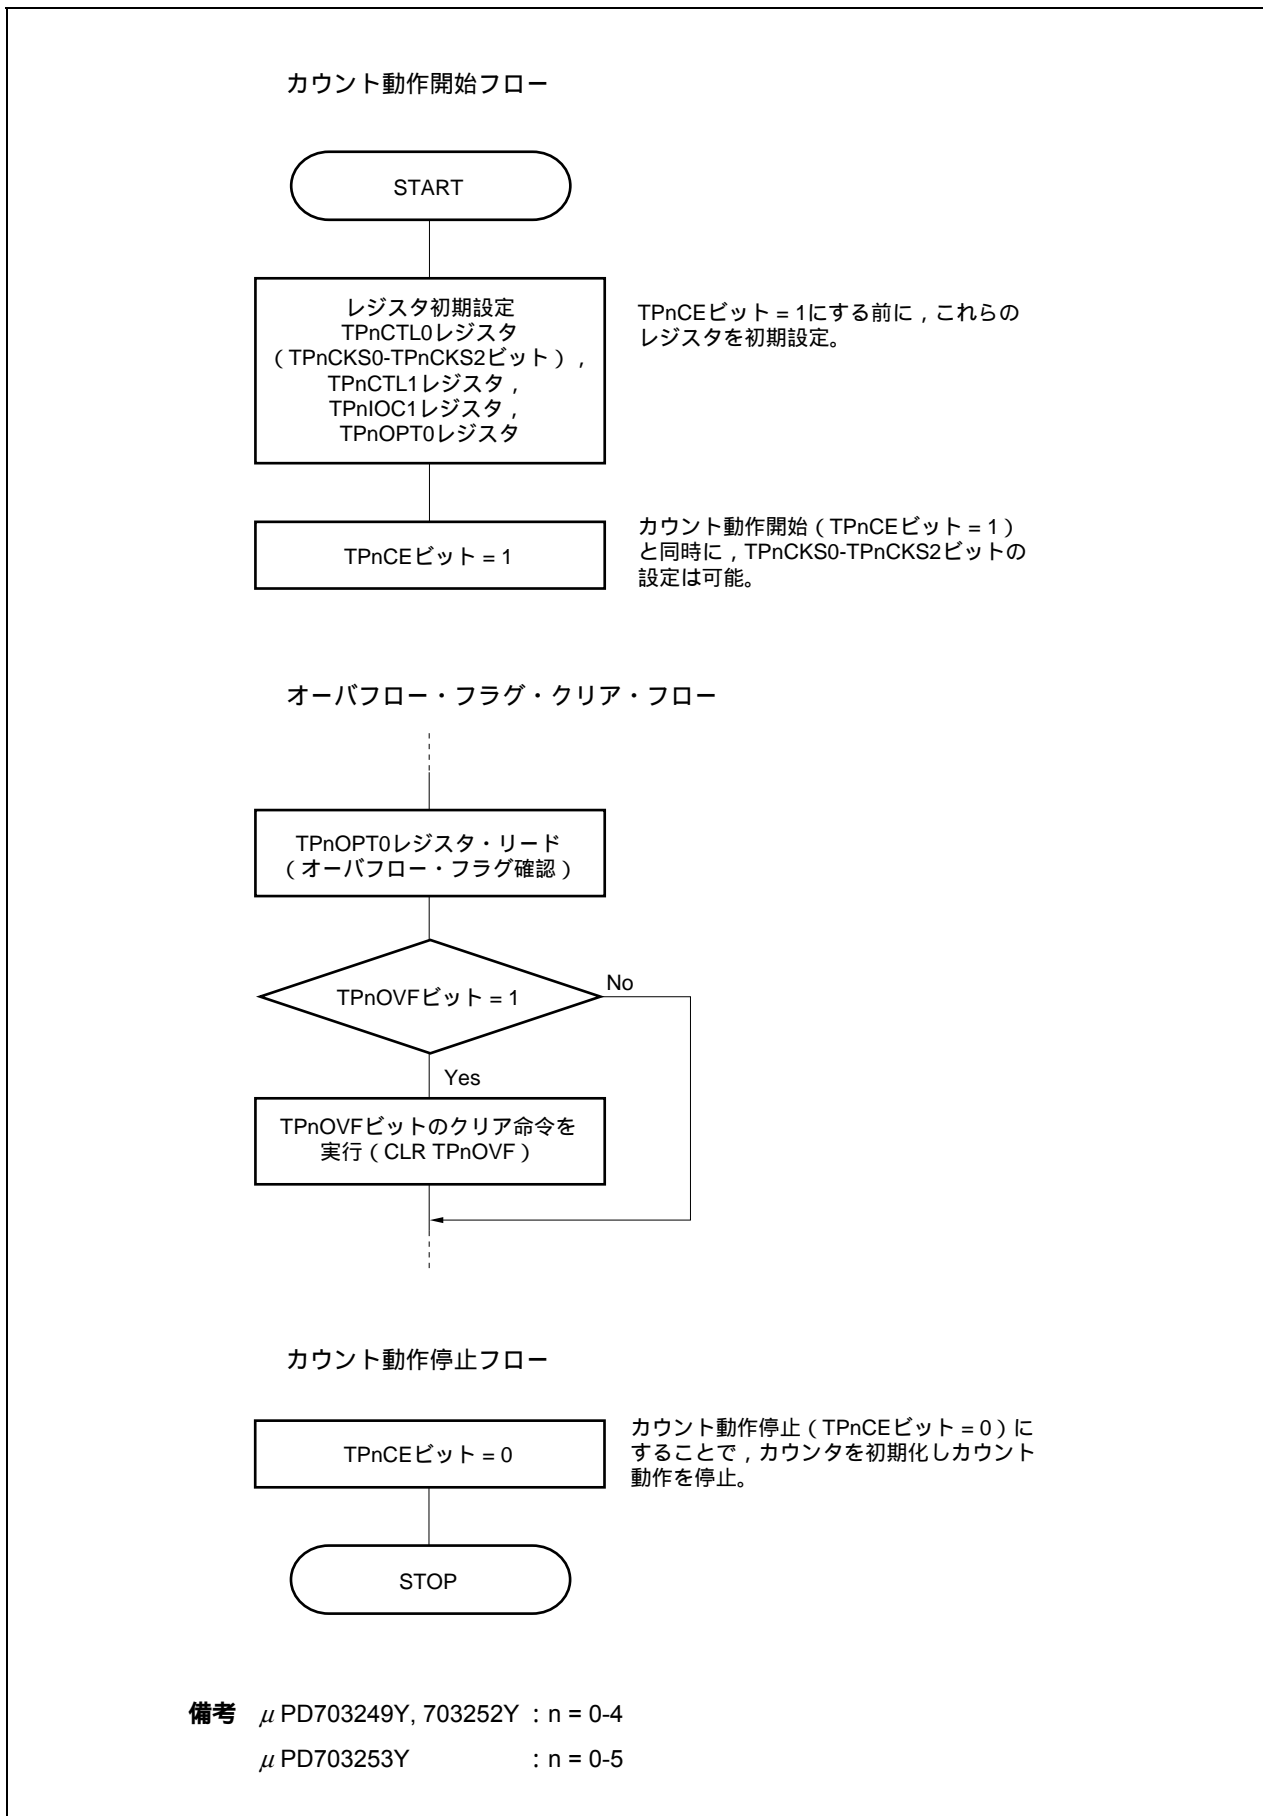 カウント動作開始フロー
START
レジスタ初期設定
TPnCTL0レジスタ
（TPnCKS0-TPnCKS2ビット），
TPnCTL1レジスタ，
TPnIOC1レジスタ，
TPnOPT0レジスタ
TPnCEビット = 1にする前に，これらの
レジスタを初期設定。
TPnCEビット = 1
カウント動作開始（TPnCEビット = 1）
と同時に，TPnCKS0-TPnCKS2ビットの
設定は可能。
オーバフロー・フラグ・クリア・フロー
TPnOPT0レジスタ・リード
（オーバフロー・フラグ確認）
TPnOVFビット = 1
No
Yes
TPnOVFビットのクリア命令を
実行（CLR TPnOVF）
カウント動作停止フロー
TPnCEビット = 0
カウント動作停止（TPnCEビット = 0）に
することで，カウンタを初期化しカウント
動作を停止。
STOP
備考 μ PD703249Y, 703252Y : n = 0-4
μ PD703253Y : n = 0-5